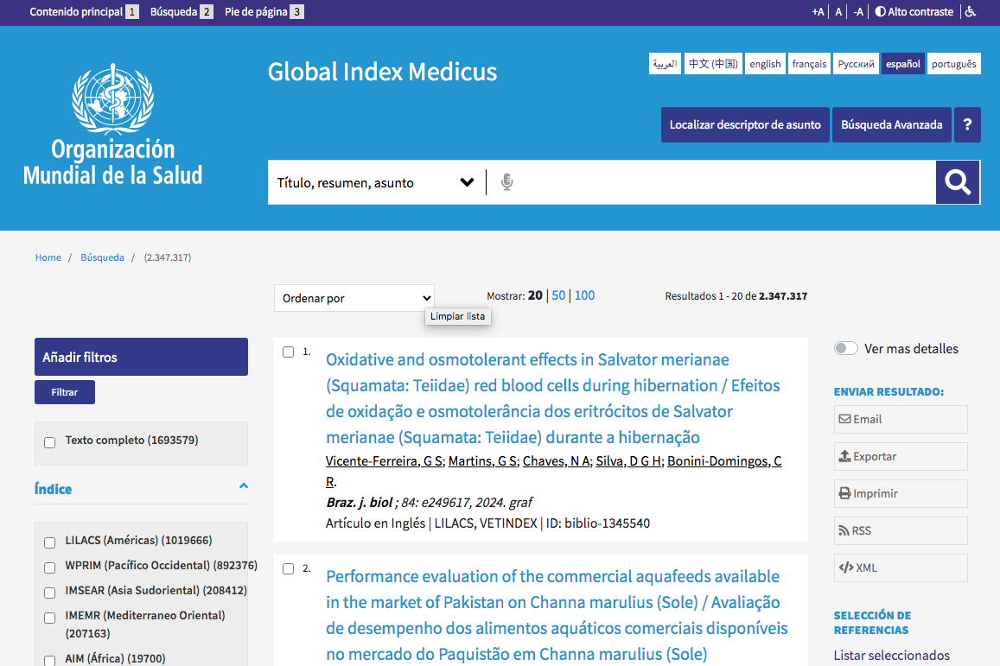 Contenido principal 1 Búsqueda 2 Pie de página 3
+A A -A Alto contraste
Global Index Medicus
العربية 中文 (中国) english français Русский español português
Localizar descriptor de asunto Búsqueda Avanzada ?
Organización
Mundial de la Salud
Título, resumen, asunto
Home / Búsqueda / (2.347.317)
Ordenar por
Mostrar: 20 | 50 | 100
Resultados 1 - 20 de 2.347.317
Limpiar lista
Añadir filtros
Filtrar
Texto completo (1693579)
Índice
LILACS (Américas) (1019666)
WPRIM (Pacífico Occidental) (892376)
IMSEAR (Asia Sudoriental) (208412)
IMEMR (Mediterraneo Oriental)
(207163)
AIM (África) (19700)
1.
Oxidative and osmotolerant effects in Salvator merianae
(Squamata: Teiidae) red blood cells during hibernation / Efeitos
de oxidação e osmotolerância dos eritrócitos de Salvator
merianae (Squamata: Teiidae) durante a hibernação
Vicente-Ferreira, G S; Martins, G S; Chaves, N A; Silva, D G H; Bonini-Domingos, C
R.
Braz. j. biol ; 84: e249617, 2024. graf
Artículo en Inglés | LILACS, VETINDEX | ID: biblio-1345540
2.
Performance evaluation of the commercial aquafeeds available
in the market of Pakistan on Channa marulius (Sole) / Avaliação
de desempenho dos alimentos aquáticos comerciais disponíveis
no mercado do Paquistão em Channa marulius (Sole)
Ver mas detalles
ENVIAR RESULTADO:
Email
Exportar
Imprimir
RSS
XML
SELECCIÓN DE
REFERENCIAS
Listar seleccionados